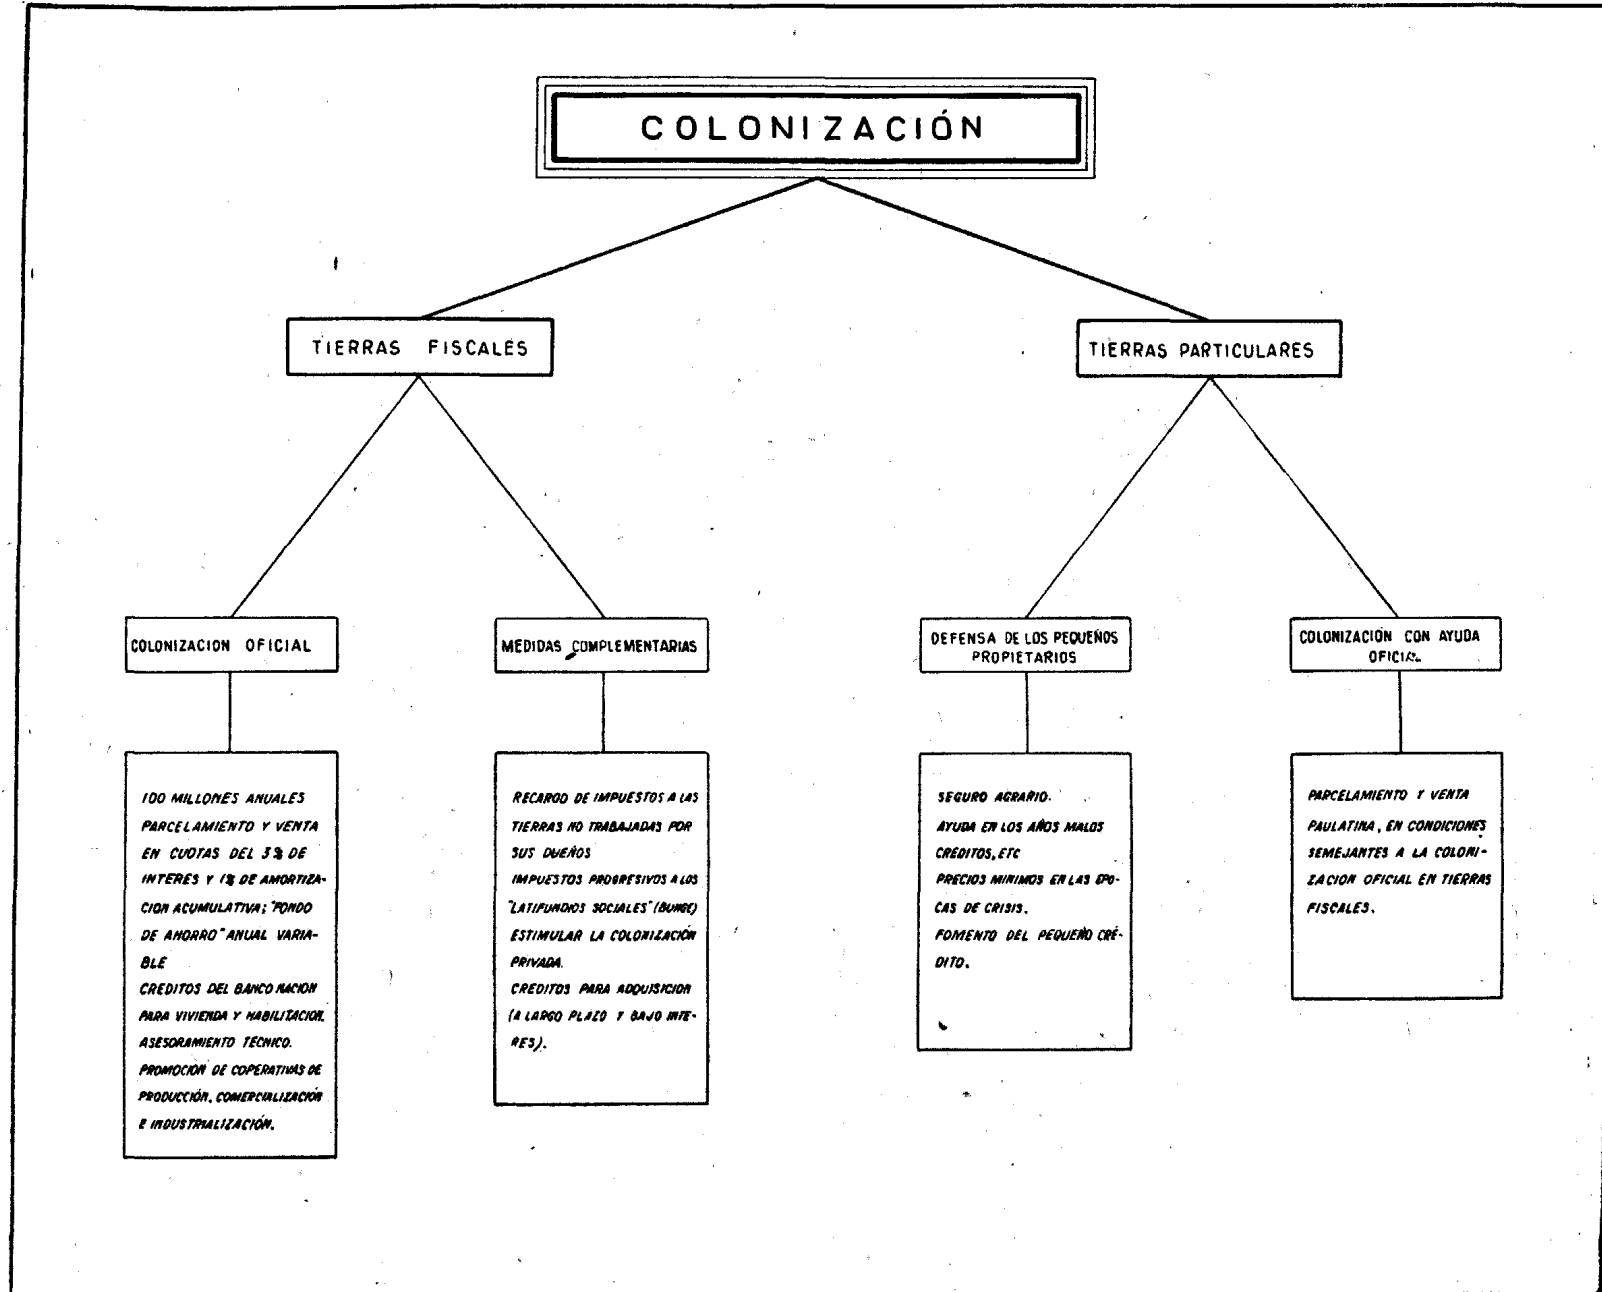 COLONIZACIÓN
TIERRAS FISCALES
TIERRAS PARTICULARES
COLONIZACION OFICIAL
MEDIDAS COMPLEMENTARIAS
DEFENSA DE LOS PEQUEÑOS
PROPIETARIOS
COLONIZACIÓN CON AYUDA
OFICIAL
100 MILLONES ANUALES
PARCELAMIENTO Y VENTA
EN CUOTAS DEL 3% DE
INTERES Y 1% DE AMORTIZA-
CION ACUMULATIVA; "FONDO
DE AHORRO" ANUAL VARIA-
BLE
CREDITOS DEL BANCO NACION
PARA VIVIENDA Y HABILITACION.
ASESORAMIENTO TÉCNICO.
PROMOCIÓN DE COPERATIVAS DE
PRODUCCIÓN, COMERCIALIZACIÓN
E INDUSTRIALIZACIÓN.
RECARGO DE IMPUESTOS A LAS
TIERRAS NO TRABAJADAS POR
SUS DUEÑOS
IMPUESTOS PROGRESIVOS A LOS
"LATIFUNDIOS SOCIALES" (BUNGE)
ESTIMULAR LA COLONIZACIÓN
PRIVADA.
CREDITOS PARA ADQUISICION
(A LARGO PLAZO Y BAJO INTE-
RES).
SEGURO AGRARIO.
AYUDA EN LOS AÑOS MALOS
CRÉDITOS, ETC
PRECIOS MINIMOS EN LAS EPO-
CAS DE CRISIS.
FOMENTO DEL PEQUEÑO CRÉ-
DITO.
PARCELAMIENTO Y VENTA
PAULATINA, EN CONDICIONES
SEMEJANTES A LA COLONI-
ZACION OFICIAL EN TIERRAS
FISCALES.